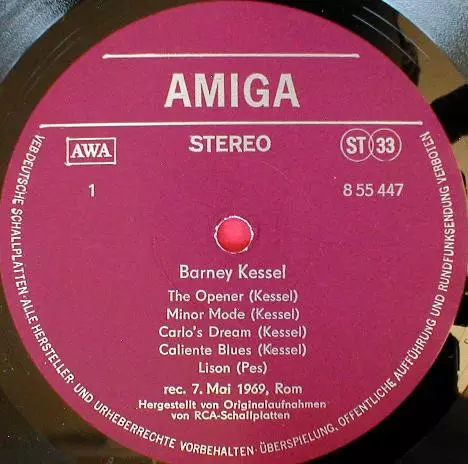 AMIGA
AWA
STEREO
ST 33
1
8 55 447
Barney Kessel
The Opener (Kessel)
Minor Mode (Kessel)
Carlo's Dream (Kessel)
Caliente Blues (Kessel)
Lison (Pes)
rec. 7. Mai 1969, Rom
Hergestellt von Originalaufnahmen
von RCA-Schallplatten
VEB DEUTSCHE SCHALLPLATTEN · ALLE HERSTELLER- UND URHEBERRECHTE VORBEHALTEN · ÜBERSPIELUNG, ÖFFENTLICHE AUFFÜHRUNG UND RUNDFUNKSENDUNG VERBOTEN